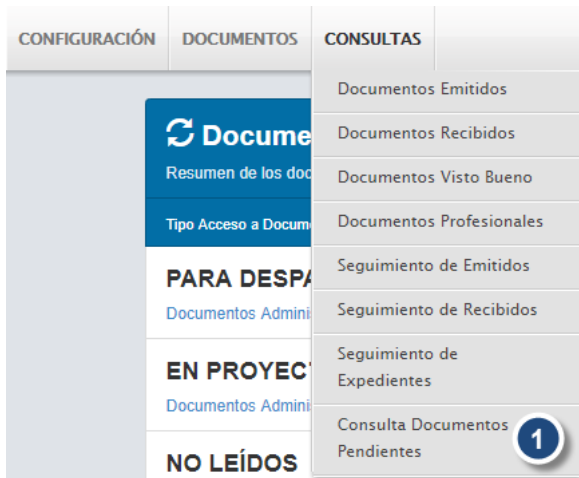 CONFIGURACIÓN DOCUMENTOS CONSULTAS
Documentos Emitidos
Documentos Recibidos
Documentos Visto Bueno
Documentos Profesionales
Seguimiento de Emitidos
Seguimiento de Recibidos
Seguimiento de
Expedientes
Consulta Documentos
Pendientes
1
Docume
Resumen de los doc
Tipo Acceso a Docum
PARA DESPA
Documentos Admini
EN PROYEC
Documentos Admini
NO LEÍDOS